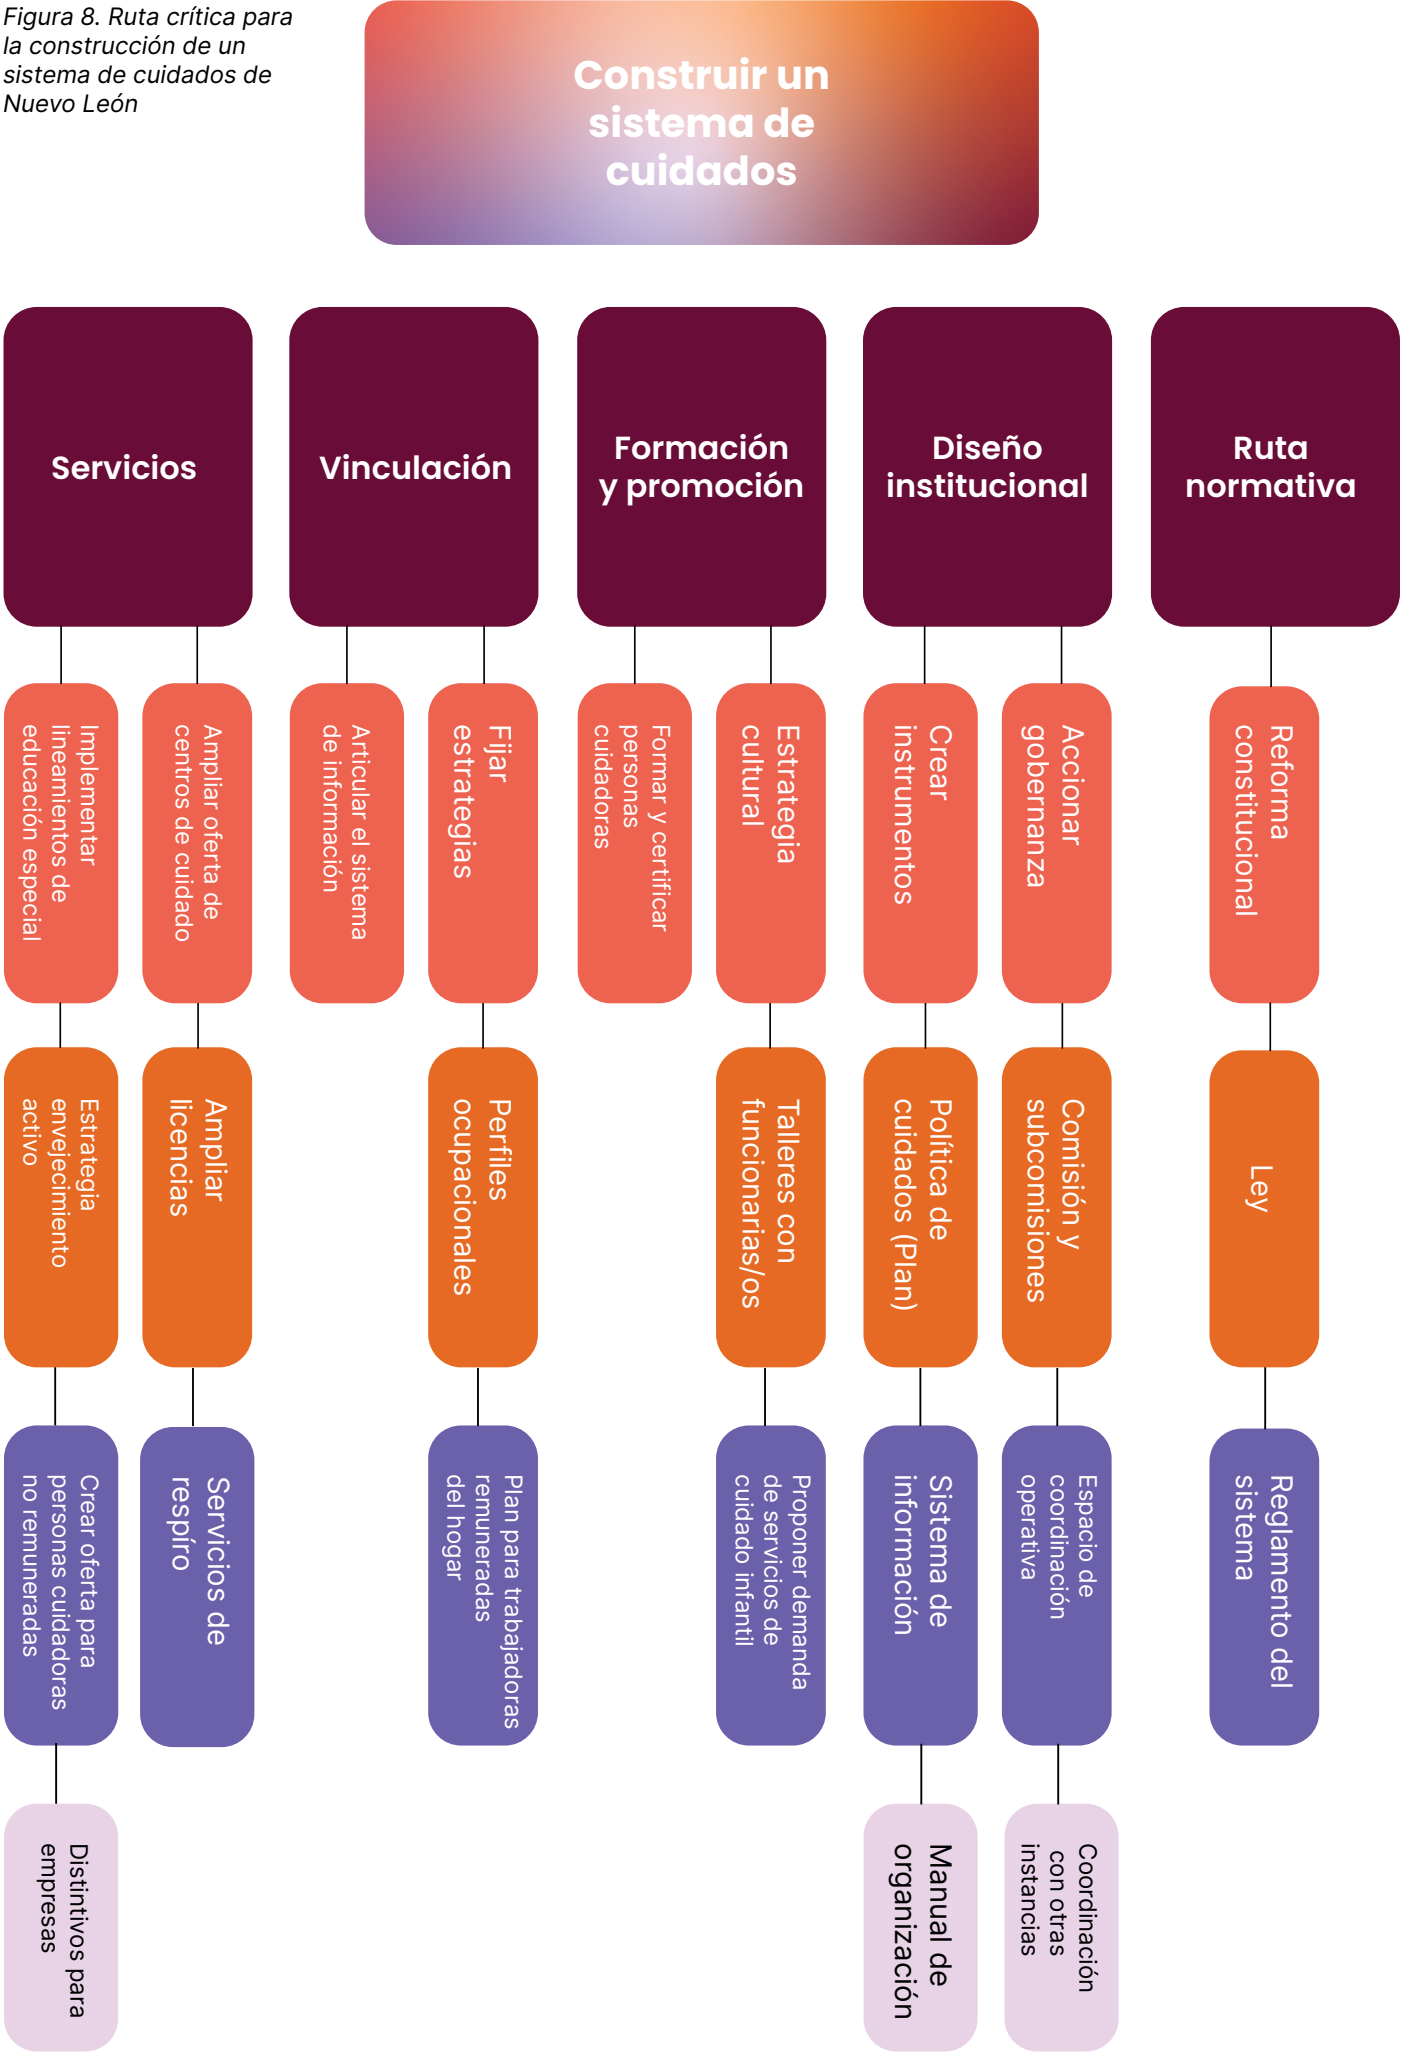 Figura 8. Ruta crítica para
la construcción de un
sistema de cuidados de
Nuevo León
Construir un
sistema de
cuidados
Servicios
Vinculación
Formación
y promoción
Diseño
institucional
Ruta
normativa
Implementar
lineamientos de
educación especial
Ampliar oferta de
centros de cuidado
Articular el sistema
de información
Fijar
estrategias
Formar y certificar
personas
cuidadoras
Estrategia
cultural
Crear
instrumentos
Accionar
gobernanza
Reforma
constitucional
Estrategia
envejecimiento
activo
Ampliar
licencias
Perfiles
ocupacionales
Talleres con
funcionarias/os
Política de
cuidados (Plan)
Comisión y
subcomisiones
Ley
Crear oferta para
personas cuidadoras
no remuneradas
Servicios de
respíro
Plan para trabajadoras
remuneradas
del hogar
Proponer demanda
de servicios de
cuidado infantil
Sistema de
información
Espacio de
coordinación
operativa
Reglamento del
sistema
Distintivos para
empresas
Manual de
organización
Coordinación
con otras
instancias